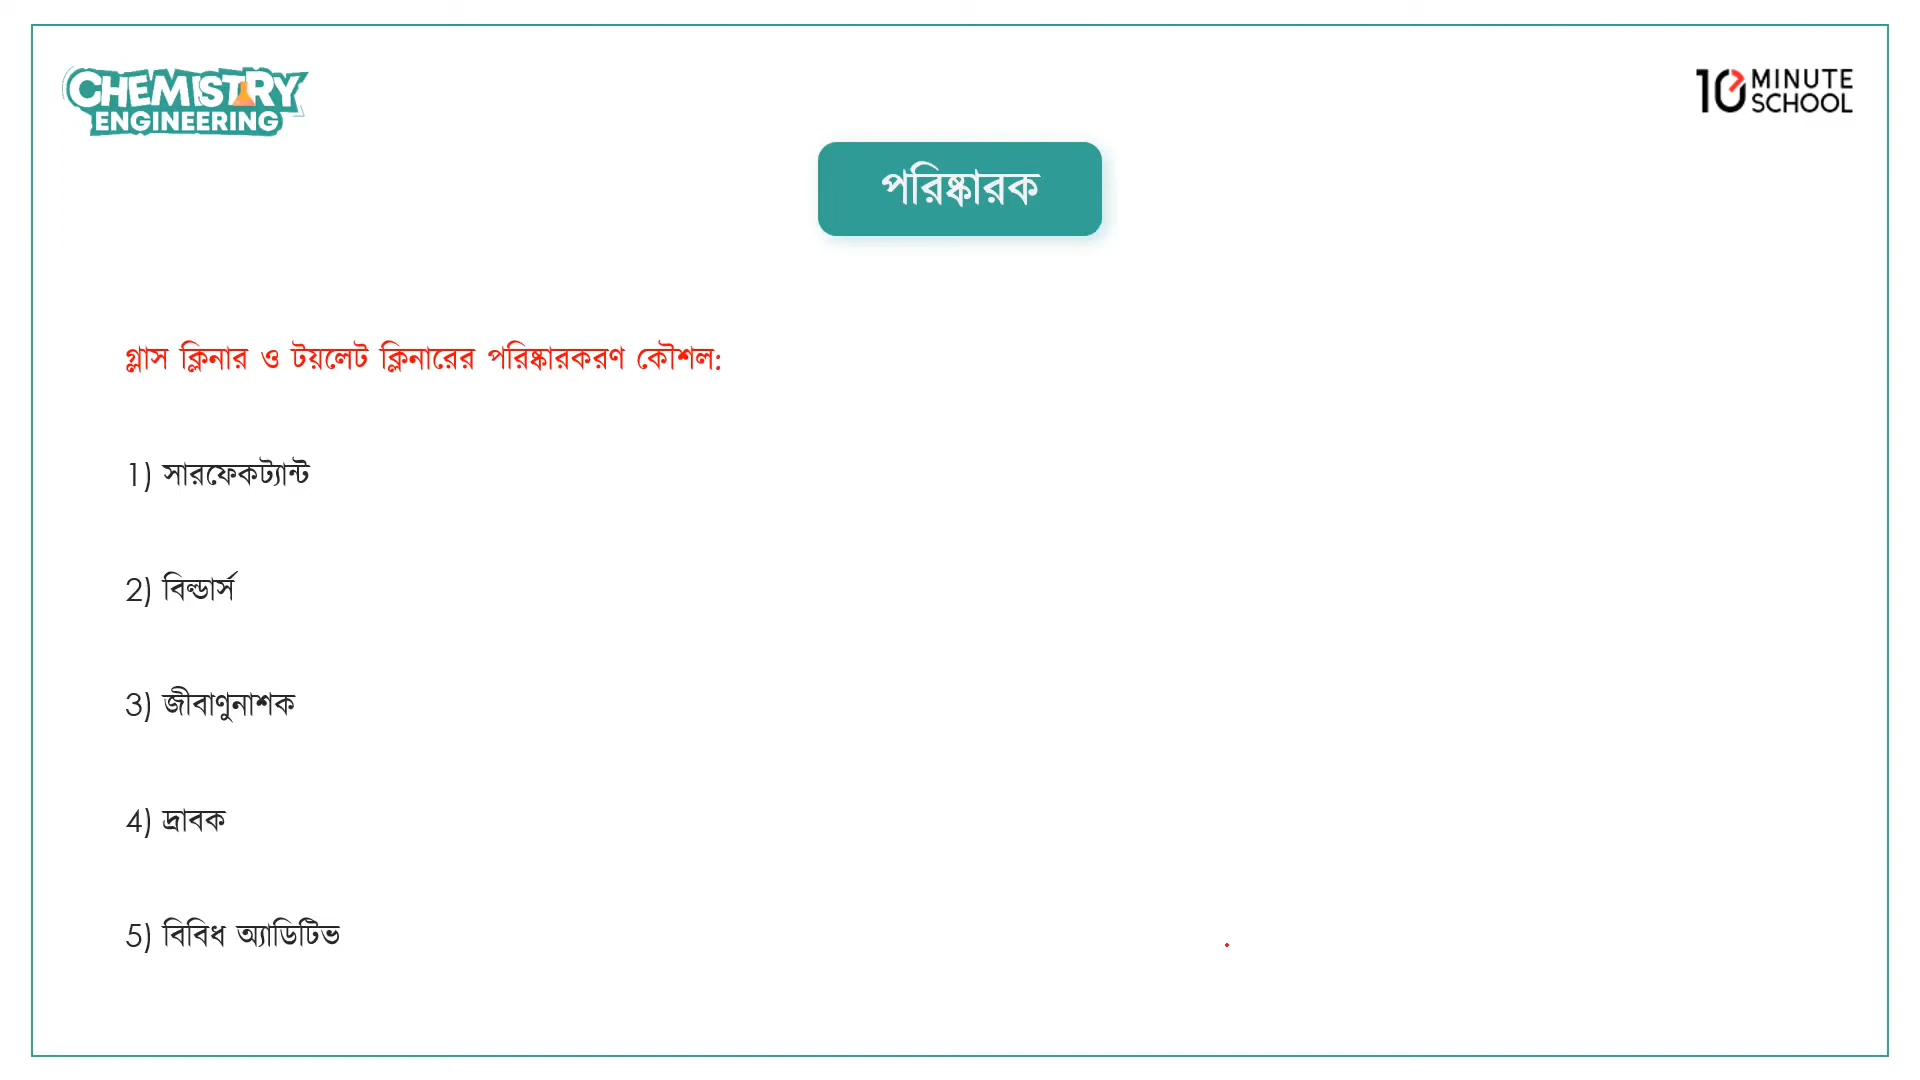 CHEMISTRY
ENGINEERING
10 MINUTE
SCHOOL
পরিষ্কারক
গ্লাস ক্লিনার ও টয়লেট ক্লিনারের পরিষ্কারকরণ কৌশল:
1) সারফেকট্যান্ট
2) বিল্ডার্স
3) জীবাণুনাশক
4) দ্রাবক
5) বিবিধ অ্যাডিটিভ